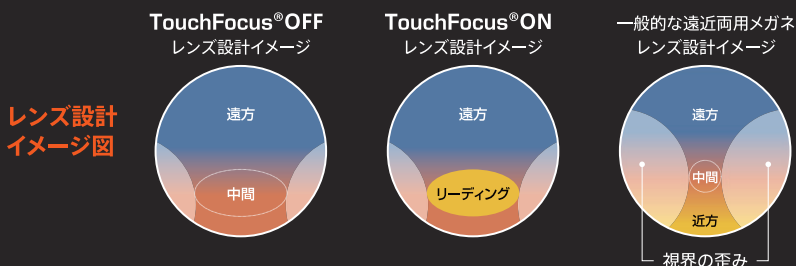 レンズ設計
イメージ図
TouchFocus®OFF
レンズ設計イメージ
遠方
中間
TouchFocus®ON
レンズ設計イメージ
遠方
リーディング
一般的な遠近両用メガネ
レンズ設計イメージ
遠方
中間
近方
視界の歪み